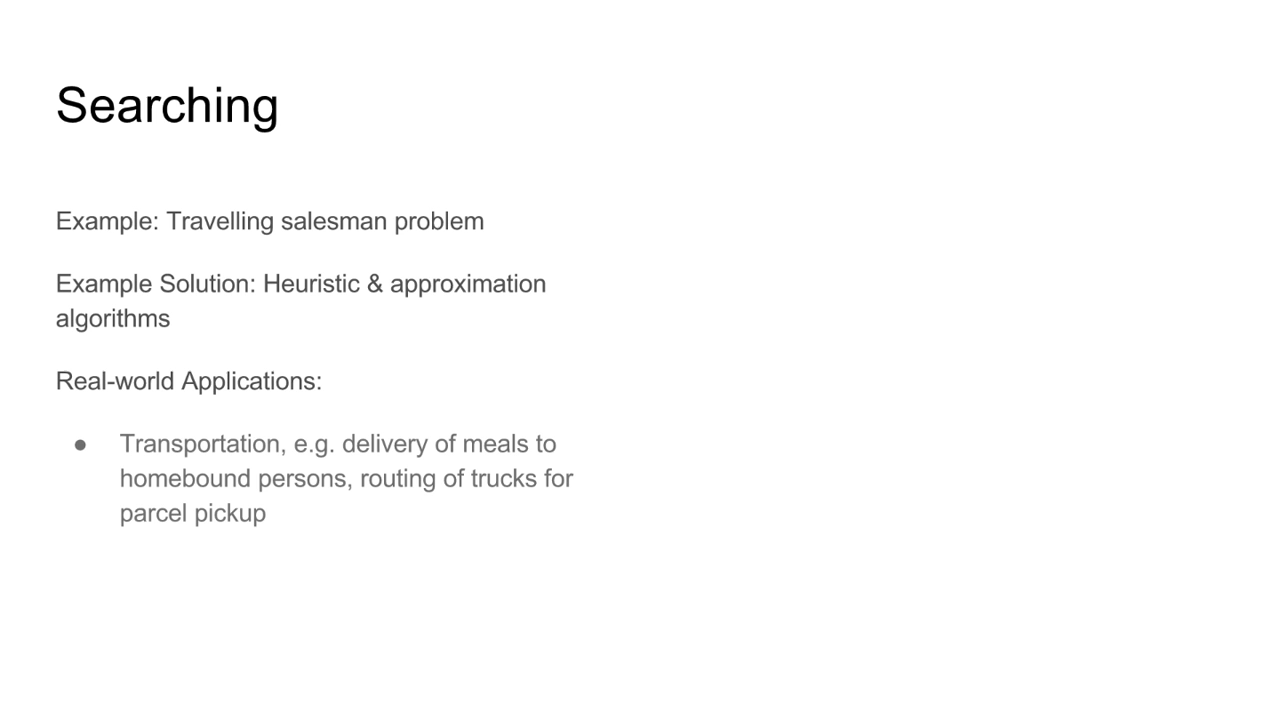 Searching
Example: Travelling salesman problem
Example Solution: Heuristic & approximation
algorithms
Real-world Applications:
● Transportation, e.g. delivery of meals to
homebound persons, routing of trucks for
parcel pickup